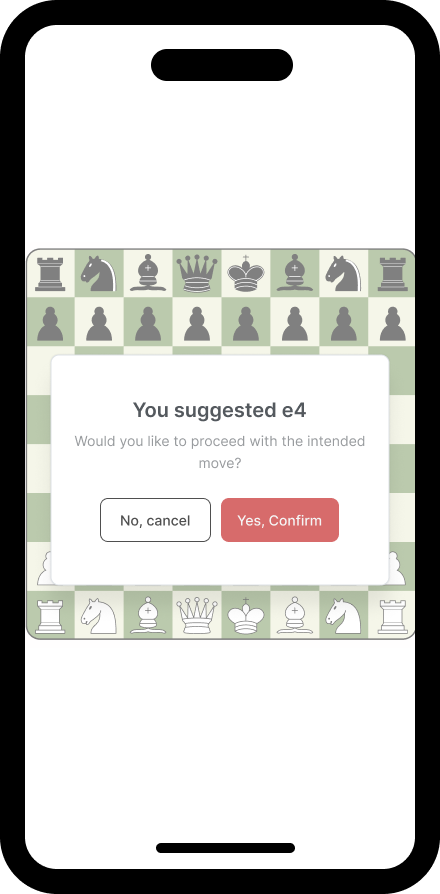 You suggested e4
Would you like to proceed with the intended
move?
No, cancel
Yes, Confirm